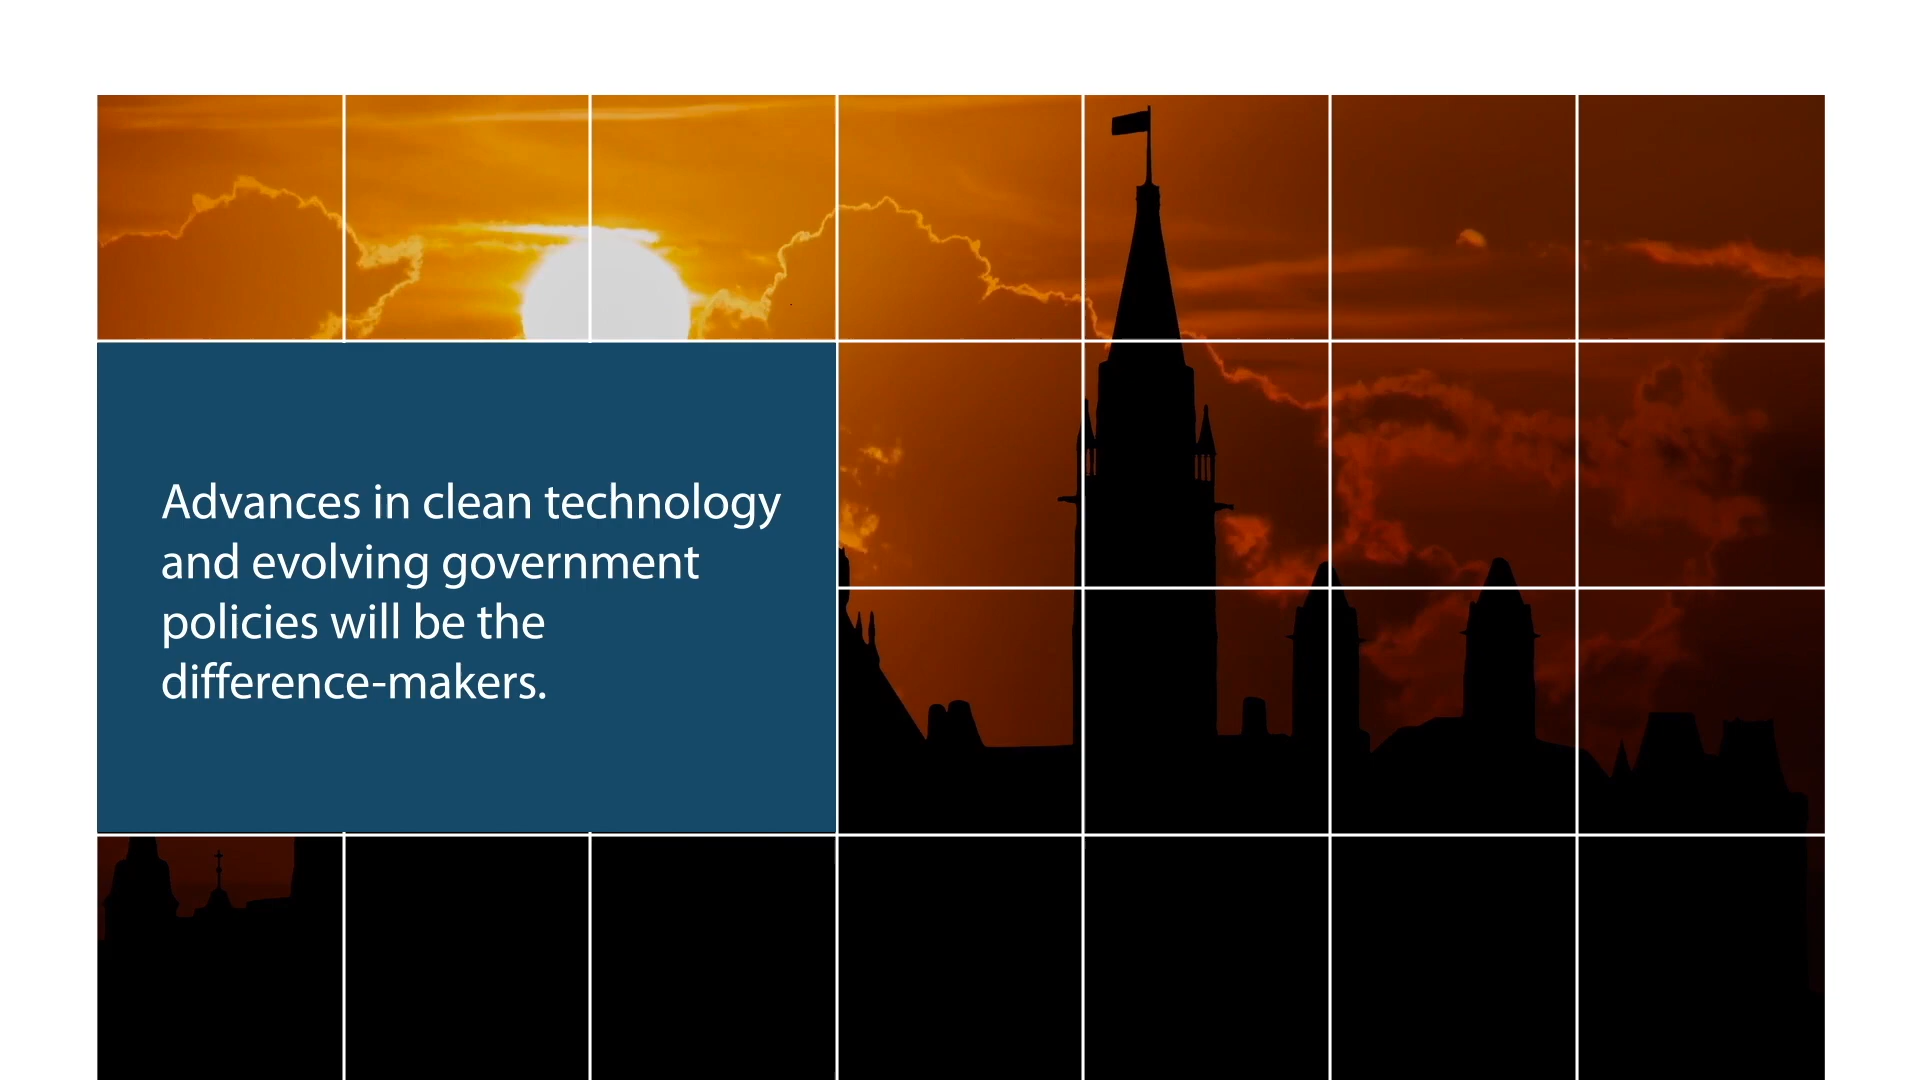 Advances in clean technology
and evolving government
policies will be the
difference-makers.